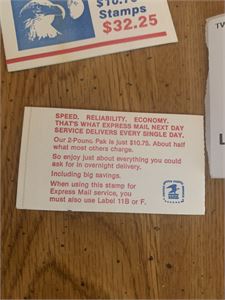 $10.75
Stamps
$32.25
TW
L
SPEED. RELIABILITY. ECONOMY.
THAT'S WHAT EXPRESS MAIL NEXT DAY
SERVICE DELIVERS EVERY SINGLE DAY.
Our 2-Pound Pak is just $10.75. About half
what most others charge.
So enjoy just about everything you could
ask for in overnight delivery.
Including big savings.
When using this stamp for
Express Mail service, you
must also use Label 11B or F.